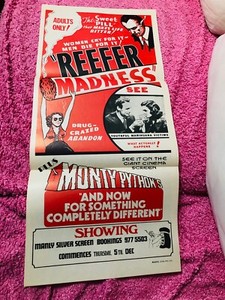 ADULTS ONLY!
The Sweet PILL
That MAKES LIFE BITTER!
WOMEN CRY FOR IT—
MEN DIE FOR IT!
"REEFER MADNESS"
SEE
DRUG-CRAZED ABANDON
YOUTHFUL MARIHUANA VICTIMS
WHAT ACTUALLY HAPPENS?
SEE IT ON THE GIANT CINEMA SCREEN
PLUS
MONTY PYTHON'S
AND NOW FOR SOMETHING COMPLETELY DIFFERENT
SHOWING
MANLY SILVER SCREEN BOOKINGS 977 5503
COMMENCES THURSDAY, 5TH DEC